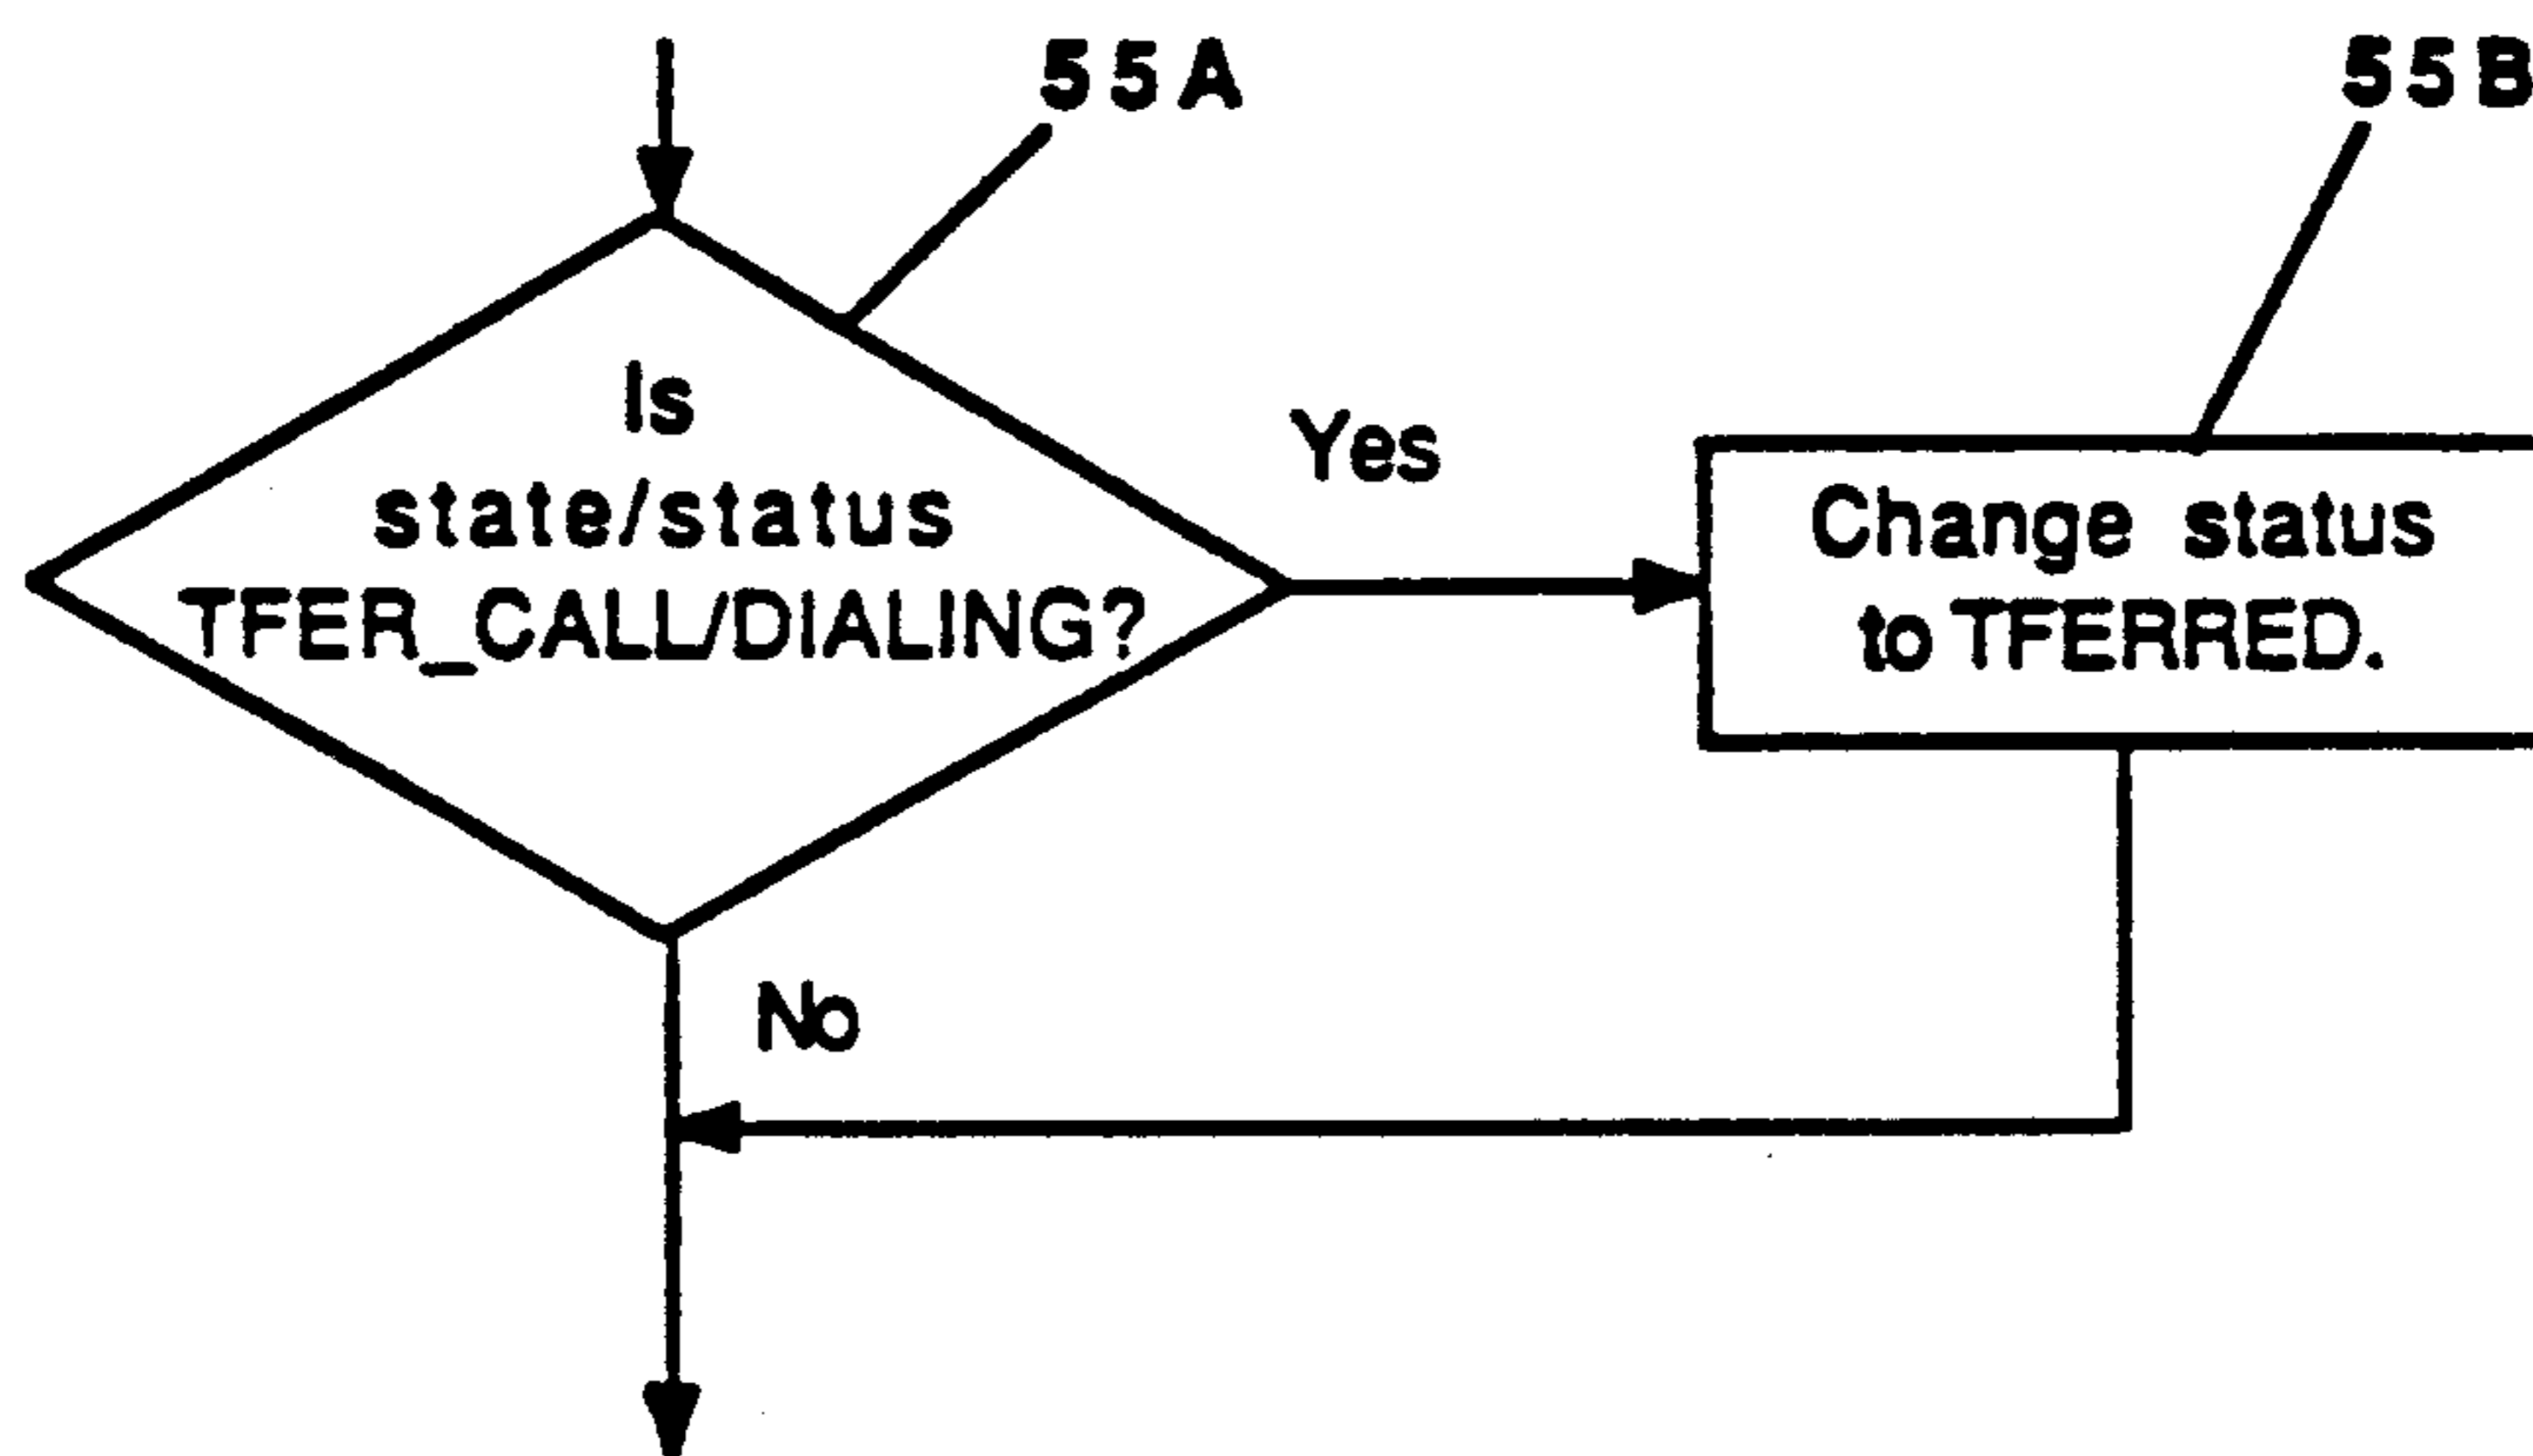 55A
55B
Is
state/status
TFER_CALL/DIALING?
Yes
Change status
to TFERRED.
No